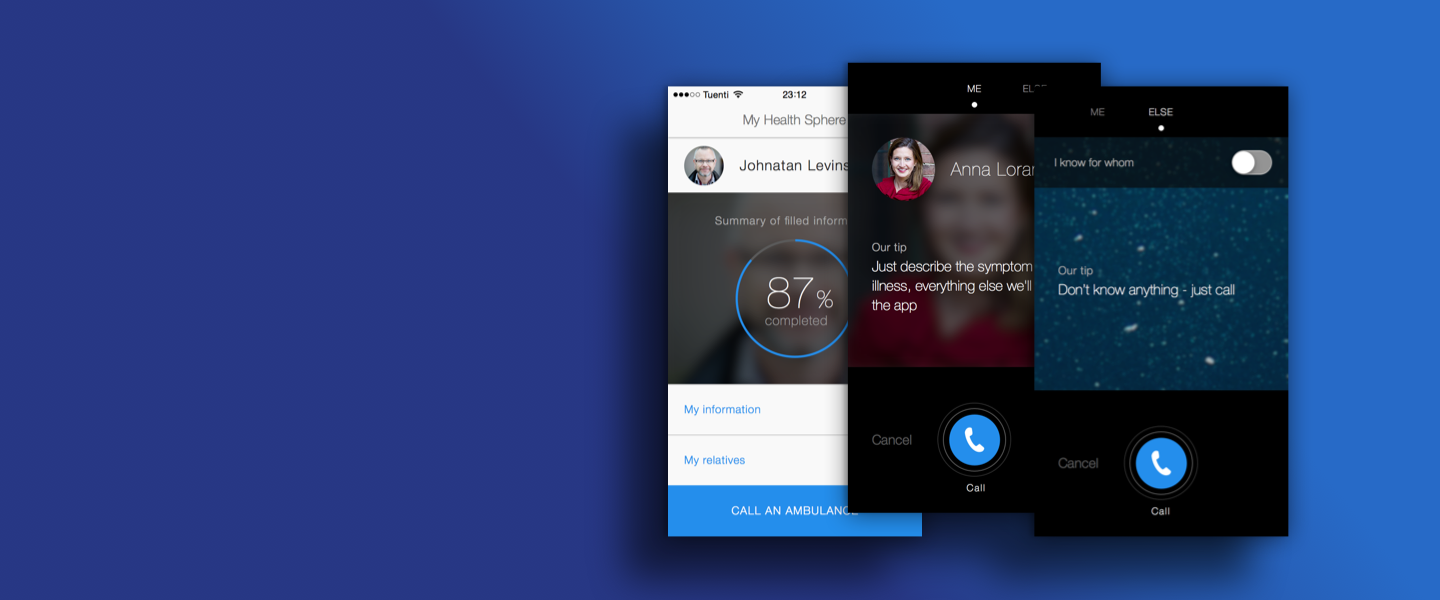 Tuenti 23:12
My Health Sphere
Johnatan Levins
Summary of filled inform
87%
completed
My information
My relatives
CALL AN AMBULANCE
ME ELSE
Anna Loran
Our tip
Just describe the symptom
illness, everything else we'll
the app
Cancel
Call
ME ELSE
I know for whom
Our tip
Don't know anything - just call
Cancel
Call